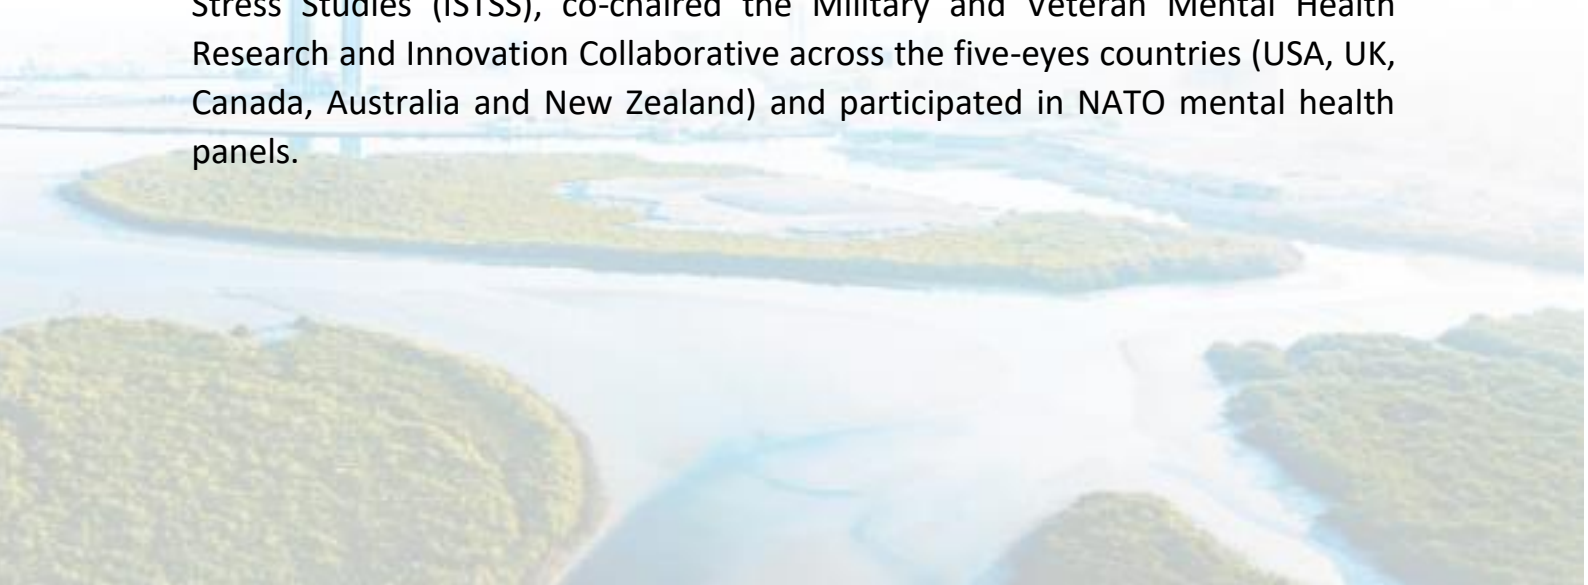 Stress Studies (ISTSS), co-chaired the Military and Veteran Mental Health
Research and Innovation Collaborative across the five-eyes countries (USA, UK,
Canada, Australia and New Zealand) and participated in NATO mental health
panels.